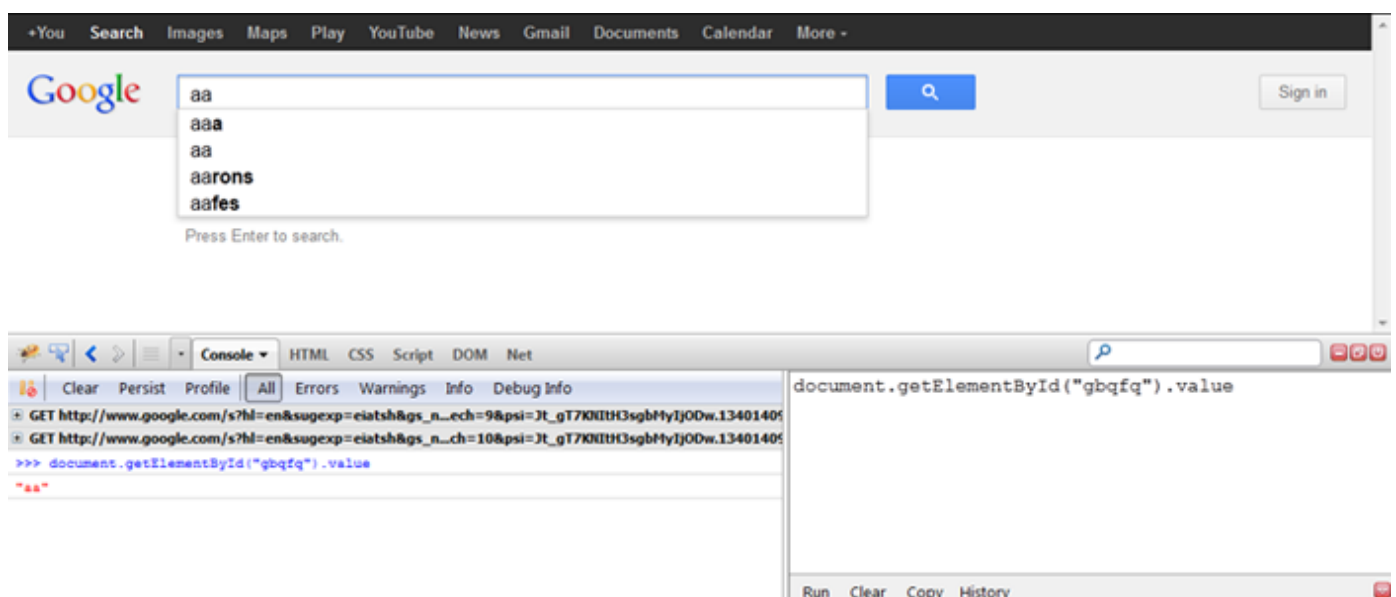 +You Search Images Maps Play YouTube News Gmail Documents Calendar More
Google aa Sign in
aaa
aa
aarons
aafes
Press Enter to search.
Console HTML CSS Script DOM Net
Clear Persist Profile All Errors Warnings Info Debug Info
GET http://www.google.com/s?hl=en&sugexp=eiatsh&gs_n...ech=9&psi=Jt_gT7KNItH3sgbMyIjODw.13401409
GET http://www.google.com/s?hl=en&sugexp=eiatsh&gs_n...ch=10&psi=Jt_gT7KNItH3sgbMyIjODw.13401409
>>> document.getElementById("gbqfq").value
"aa"
document.getElementById("gbqfq").value
Run Clear Copy History